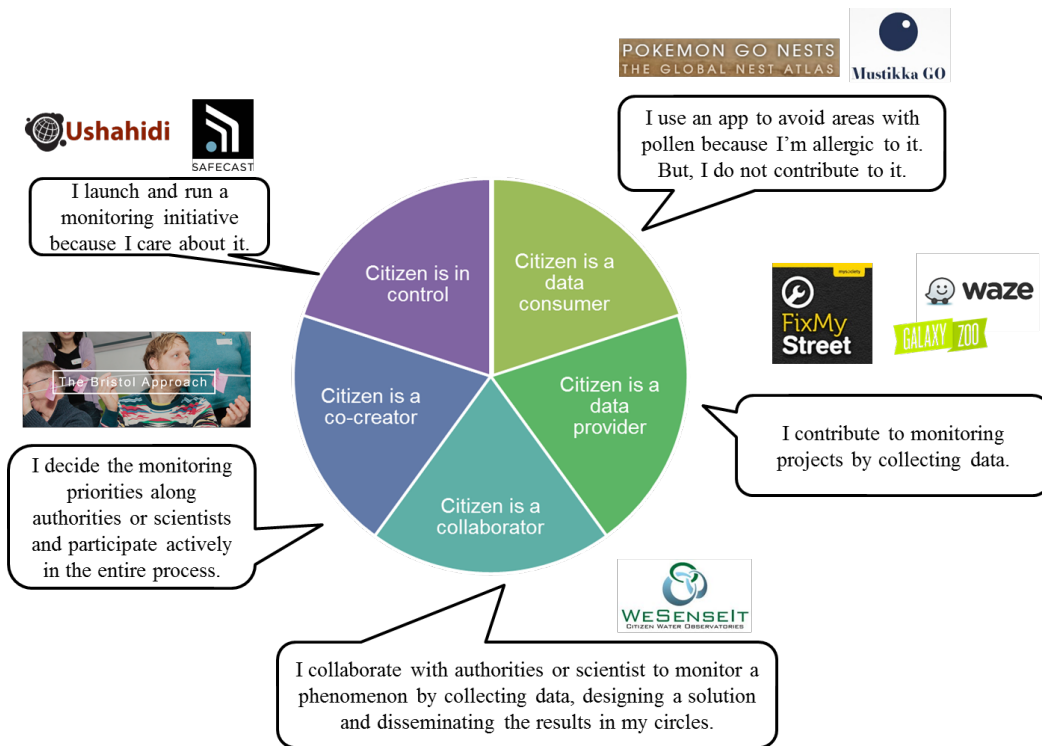 POKEMON GO NESTS
THE GLOBAL NEST ATLAS
Mustikka GO
I use an app to avoid areas with
pollen because I'm allergic to it.
But, I do not contribute to it.
Ushahidi
SAFECAST
I launch and run a
monitoring initiative
because I care about it.
Citizen is in
control
Citizen is a
data
consumer
mysociety
FixMy
Street
waze
GALAXY ZOO
The Bristol Approach
Citizen is a
co-creator
Citizen is a
data
provider
I contribute to monitoring
projects by collecting data.
I decide the monitoring
priorities along
authorities or scientists
and participate actively
in the entire process.
Citizen is a
collaborator
WeSenseIt
Citizen Water Observatories
I collaborate with authorities or scientist to monitor a
phenomenon by collecting data, designing a solution
and disseminating the results in my circles.